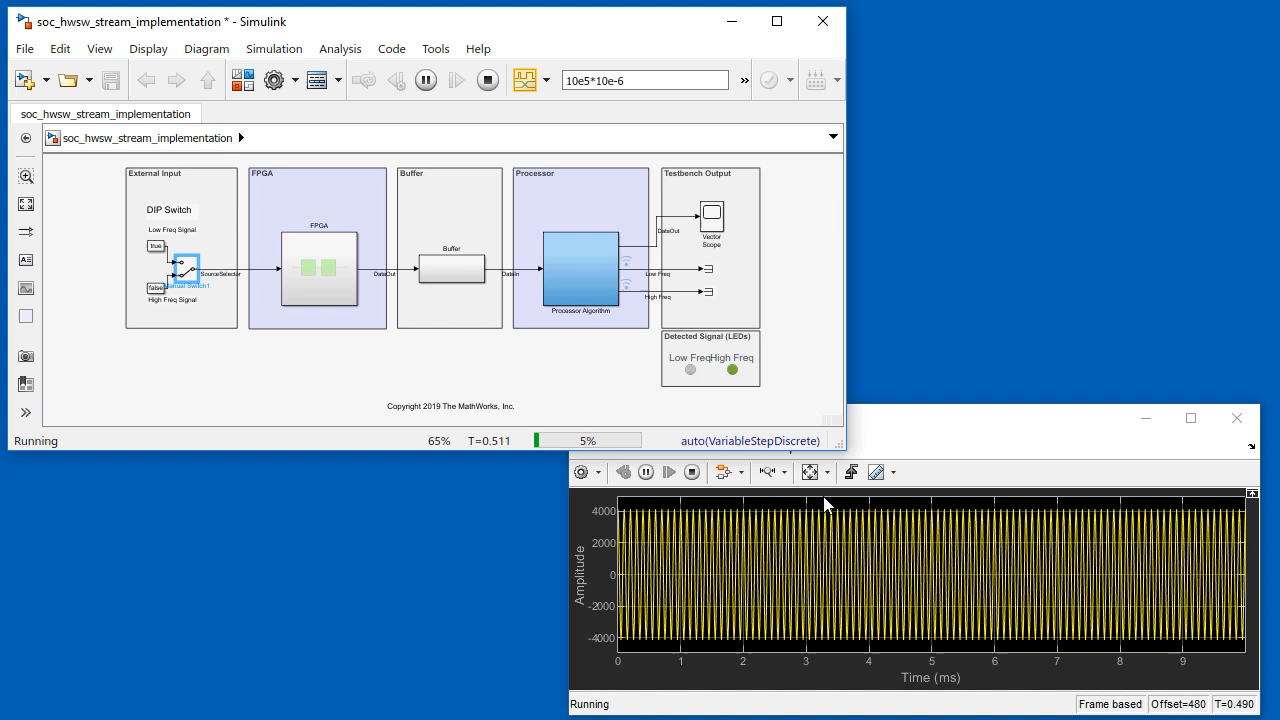 soc_hwsw_stream_implementation * - Simulink
File Edit View Display Diagram Simulation Analysis Code Tools Help
10e5*10e-6
soc_hwsw_stream_implementation
soc_hwsw_stream_implementation
External Input
FPGA
Buffer
Processor
Testbench Output
DIP Switch
Low Freq Signal
true
false
Manual Switch1
High Freq Signal
SourceSelector
FPGA
DataOut
Buffer
DataIn
Processor Algorithm
DataOut
Low Freq
High Freq
Vector
Scope
Detected Signal (LEDs)
Low Freq High Freq
Copyright 2019 The MathWorks, Inc.
Running 65% T=0.511 5% auto(VariableStepDiscrete)
Amplitude
4000
2000
0
-2000
-4000
0 1 2 3 4 5 6 7 8 9
Time (ms)
Running Frame based Offset=480 T=0.490